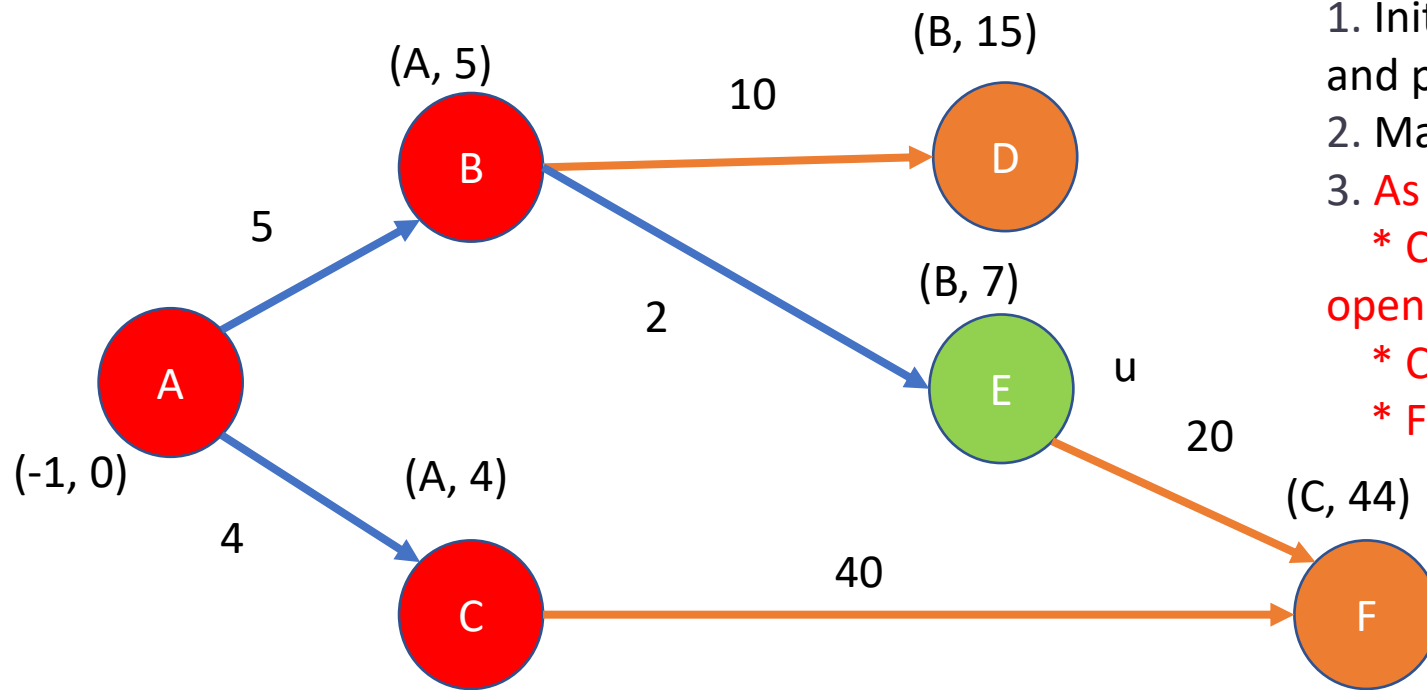 (B, 15)
1. Init
(A, 5)
and p
10
2. Ma
B
D
3. As
5
* O
(B, 7)
open
2
* O
u
A
E
* F
20
(-1, 0)
(A, 4)
(C, 44)
4
40
C
F